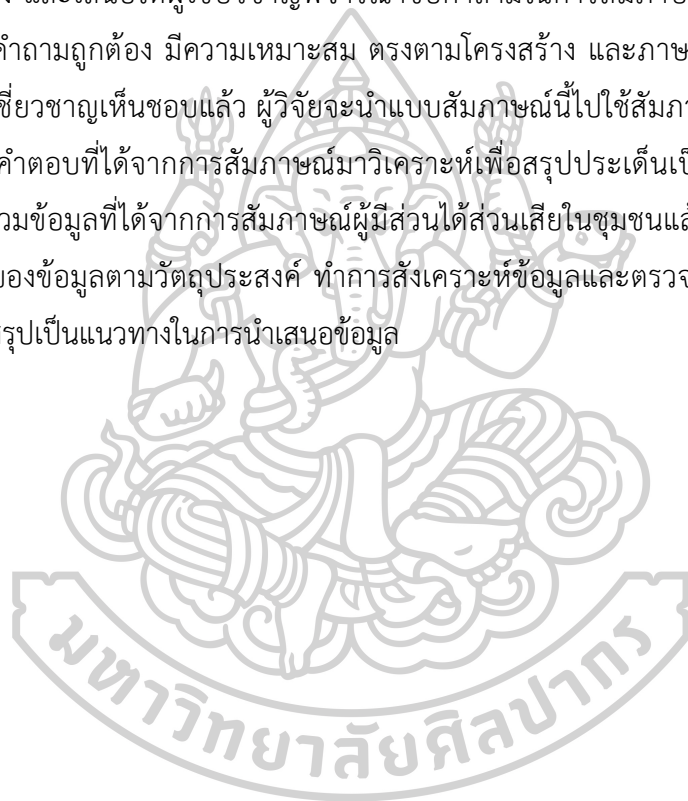 และเสนอให้ผู้เชี่ยวชาญพิจารณาข้อคำถามในการสัมภาษ
คำถามถูกต้อง มีความเหมาะสม ตรงตามโครงสร้าง และภาษ
เชี่ยวชาญเห็นชอบแล้ว ผู้วิจัยจะนำแบบสัมภาษณ์นี้ไปใช้สัมภา
คำตอบที่ได้จากการสัมภาษณ์มาวิเคราะห์เพื่อสรุปประเด็นเป็
วมข้อมูลที่ได้จากการสัมภาษณ์ผู้มีส่วนได้ส่วนเสียในชุมชนแล้
ของข้อมูลตามวัตถุประสงค์ ทำการสังเคราะห์ข้อมูลและตรวจ
สรุปเป็นแนวทางในการนำเสนอข้อมูล
มหาวิทยาลัยศิลปากร